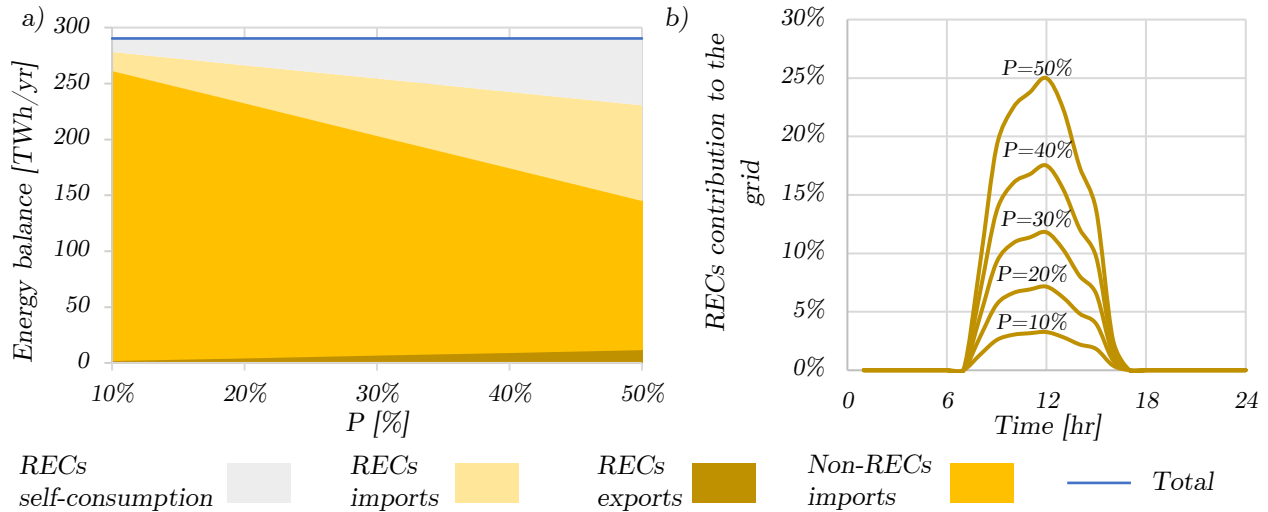 a)
Energy balance [TWh/yr]
300
250
200
150
100
50
0
10%
20%
30%
40%
50%
P [%]
b)
RECs contribution to the
grid
30%
25%
20%
15%
10%
5%
0%
P=50%
P=40%
P=30%
P=20%
P=10%
0
6
12
18
24
Time [hr]
RECs
self-consumption
RECs
imports
RECs
exports
Non-RECs
imports
Total